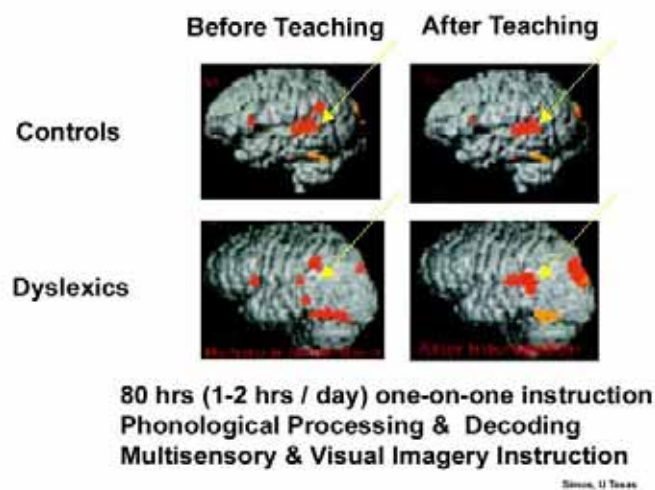 Before Teaching After Teaching
Controls
Dyslexics
80 hrs (1-2 hrs / day) one-on-one instruction
Phonological Processing & Decoding
Multisensory & Visual Imagery Instruction
Simos, U Texas